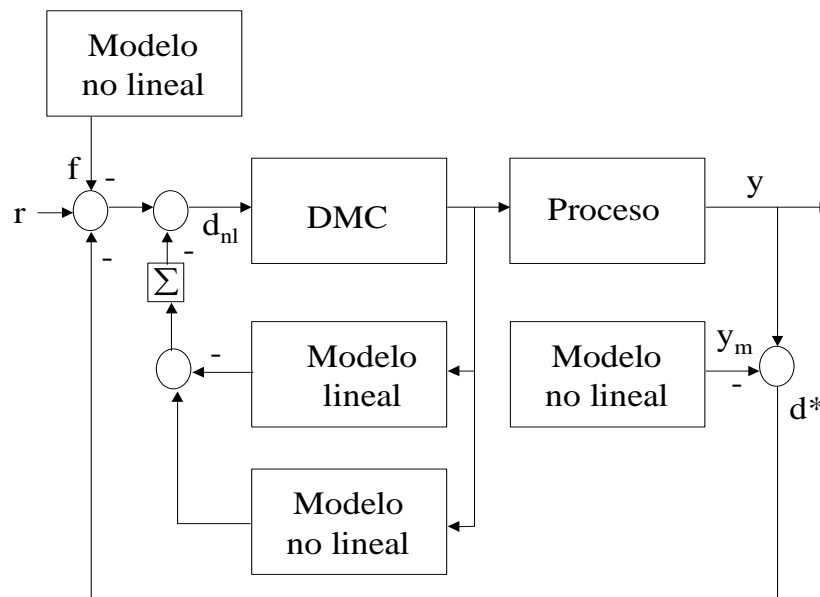 Modelo
no lineal
f
-
r
-
d_nl
DMC
Proceso
y
-
Σ
-
Modelo
lineal
Modelo
no lineal
y_m
-
d*
Modelo
no lineal